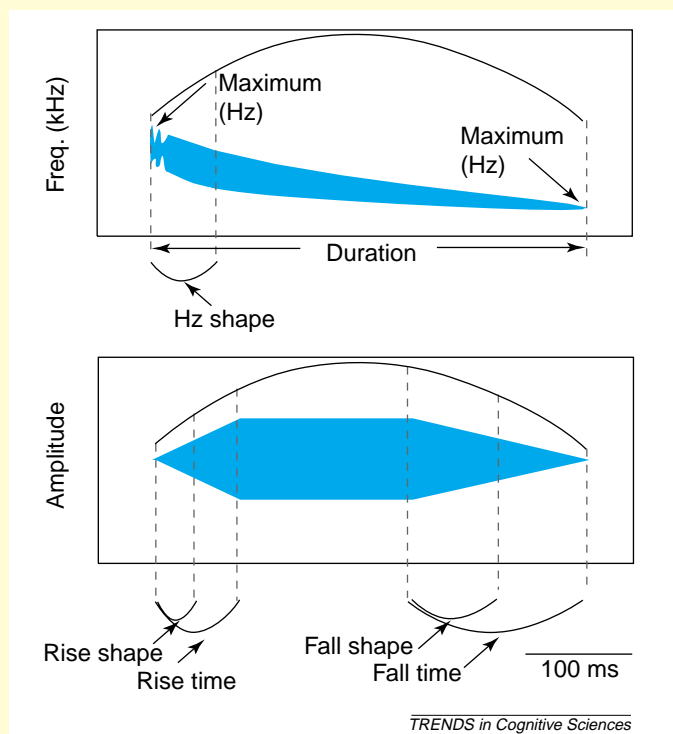 Freq. (kHz)
Maximum
(Hz)
Maximum
(Hz)
Duration
Hz shape
Amplitude
Rise shape
Rise time
Fall shape
Fall time
100 ms
TRENDS in Cognitive Sciences